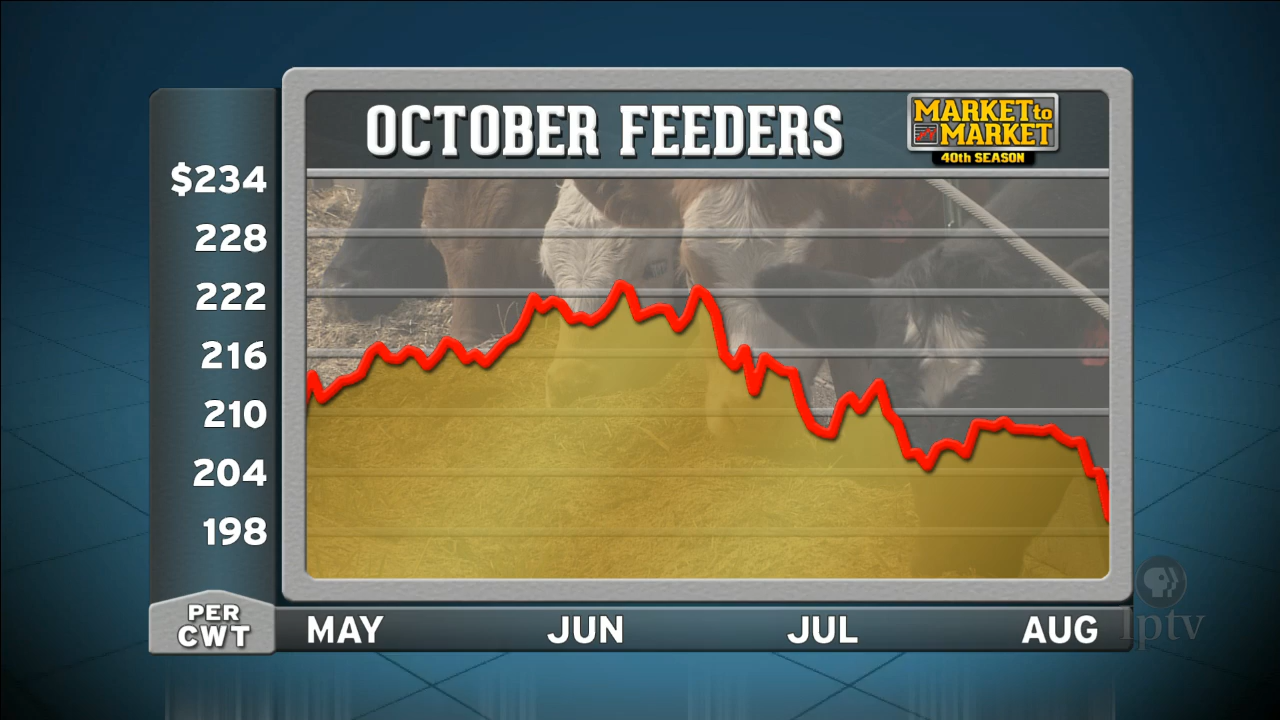 OCTOBER FEEDERS
MARKET to
MARKET
40th SEASON
$234
228
222
216
210
204
198
PER
CWT
MAY JUN JUL AUG
iptv